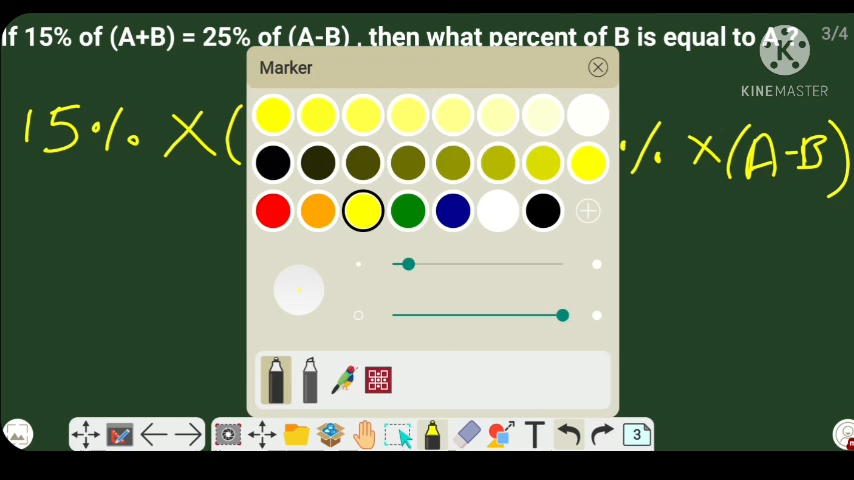 If 15% of (A+B) = 25% of (A-B) , then what percent of B is equal to A ?
3/4
KINEMASTER
Marker
15% X(
% X(A-B)
3